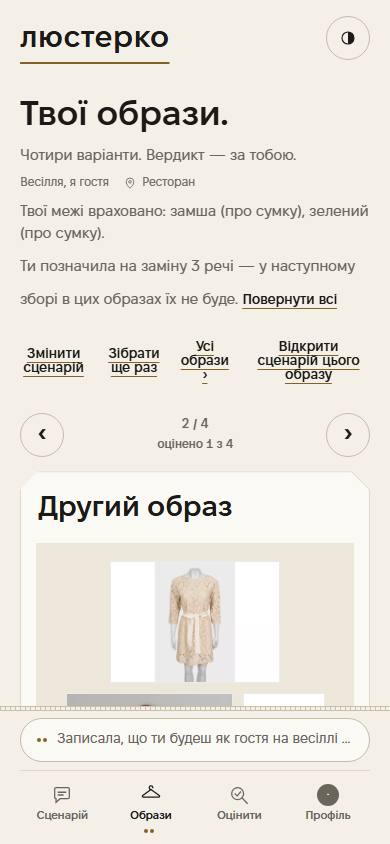 люстерко
Твої образи.
Чотири варіанти. Вердикт — за тобою.
Весілля, я гостя Ресторан
Твої межі враховано: замша (про сумку), зелений
(про сумку).
Ти позначила на заміну 3 речі — у наступному
зборі в цих образах їх не буде. Повернути всі
Змінити сценарій
Зібрати ще раз
Усі образи ›
Відкрити сценарій цього образу
‹ 2 / 4 ›
оцінено 1 з 4
Другий образ
Записала, що ти будеш як гостя на весіллі ...
Сценарій Образи Оцінити Профіль